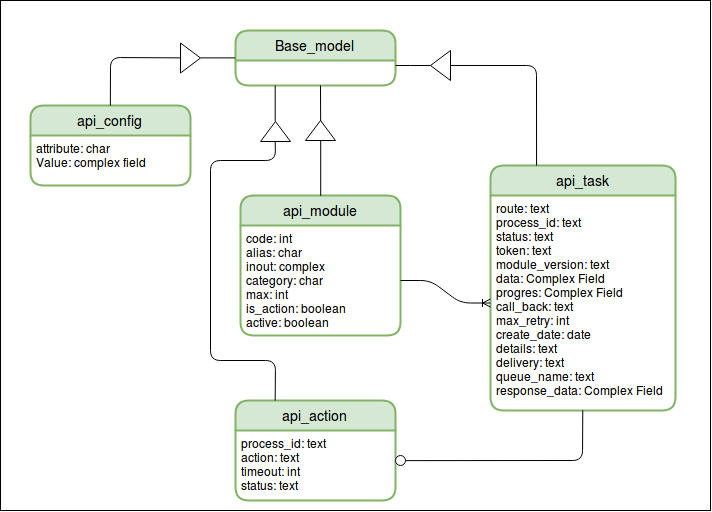 Base_model
api_config
attribute: char
Value: complex field
api_module
code: int
alias: char
inout: complex
category: char
max: int
is_action: boolean
active: boolean
api_task
route: text
process_id: text
status: text
token: text
module_version: text
data: Complex Field
progres: Complex Field
call_back: text
max_retry: int
create_date: date
details: text
delivery: text
queue_name: text
response_data: Complex Field
api_action
process_id: text
action: text
timeout: int
status: text